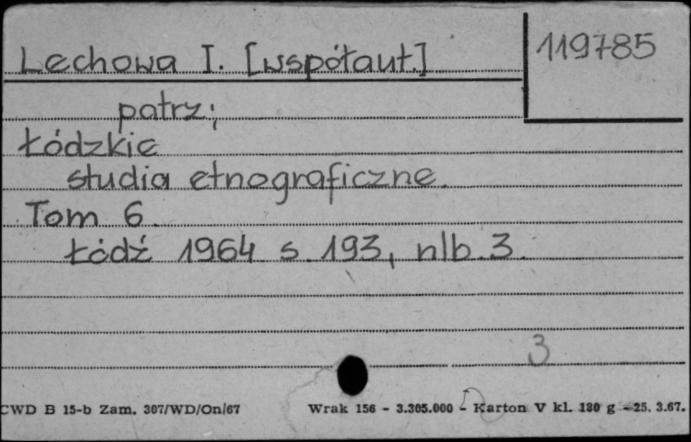 Lechowa I. [współaut.] 119785
patrz;
Łódzkie
studia etnograficzne.
Tom 6.
Łódź 1964 s. 193, nlb. 3.
3
CWD B 15-b Zam. 307/WD/On/67 Wrak 156 - 3.305.000 - Karton V kl. 180 g - 25. 3.67.